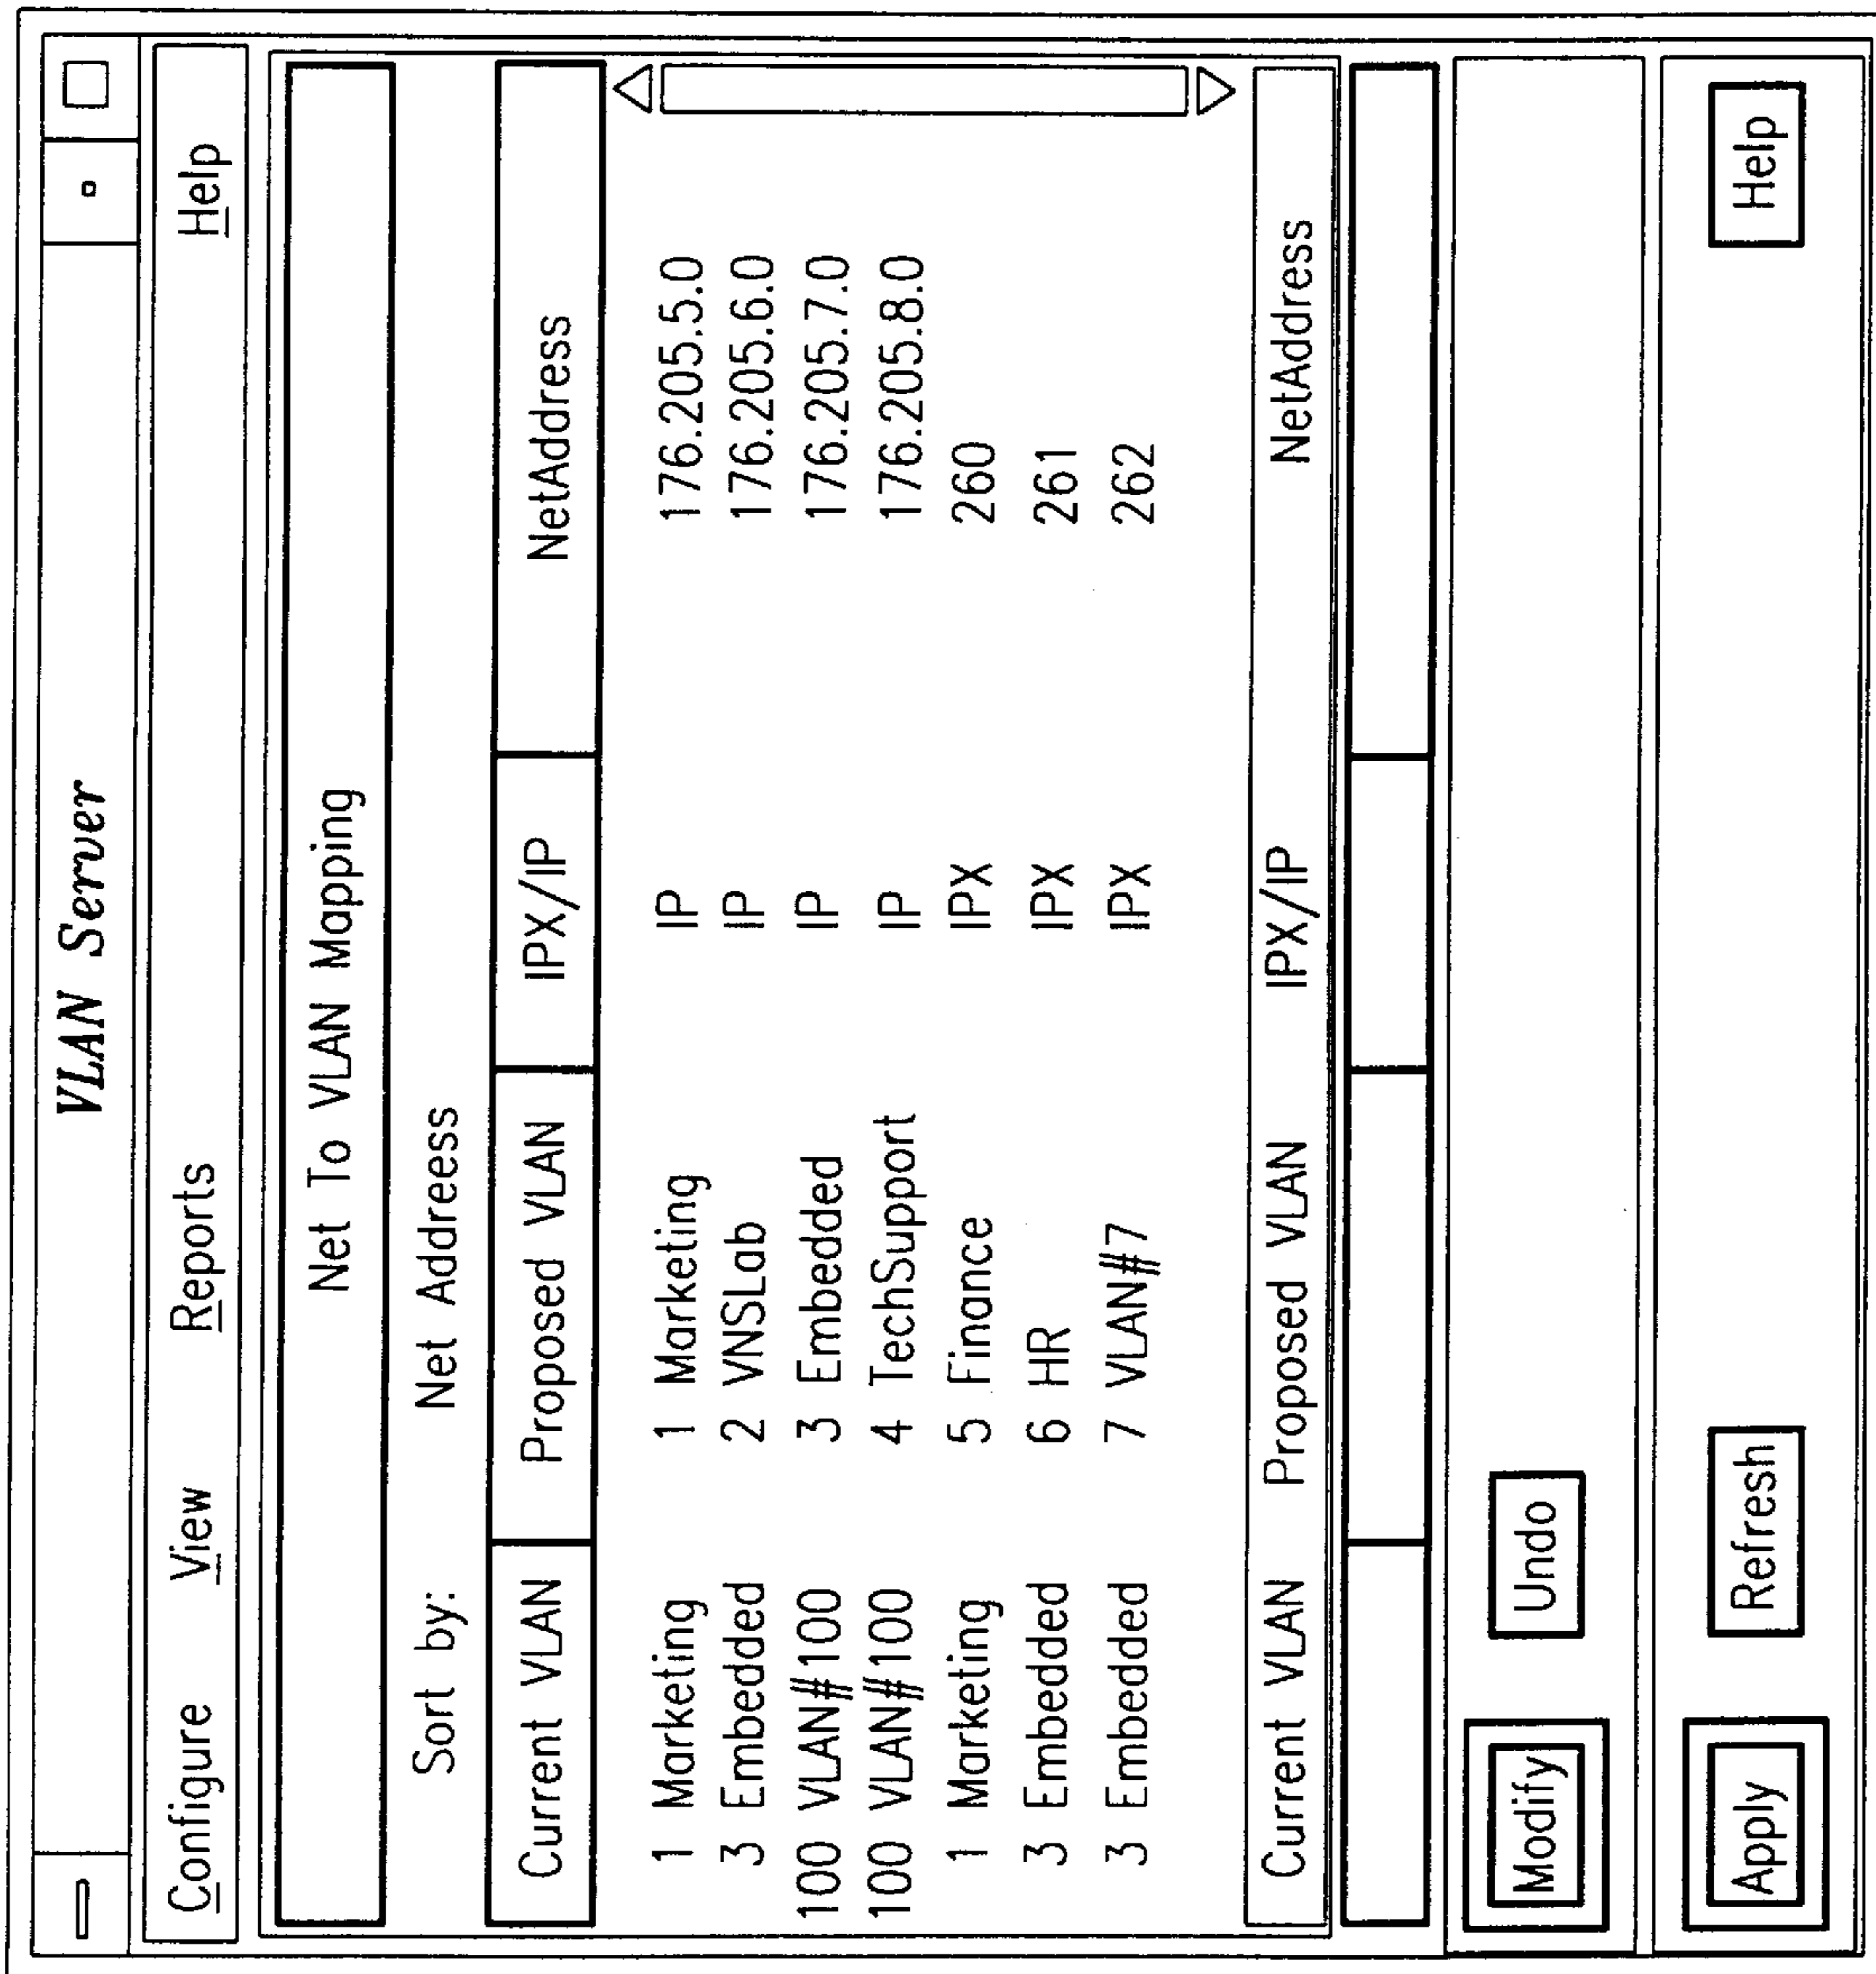 VLAN Server
Configure View Reports Help
Net To VLAN Mapping
Sort by: Net Address
Current VLAN Proposed VLAN IPX/IP NetAddress
1 Marketing 1 Marketing IP 176.205.5.0
3 Embedded 2 VNSLab IP 176.205.6.0
100 VLAN#100 3 Embedded IP 176.205.7.0
100 VLAN#100 4 TechSupport IP 176.205.8.0
1 Marketing 5 Finance IPX 260
3 Embedded 6 HR IPX 261
3 Embedded 7 VLAN#7 IPX 262
Current VLAN Proposed VLAN IPX/IP NetAddress
Modify Undo
Apply Refresh Help